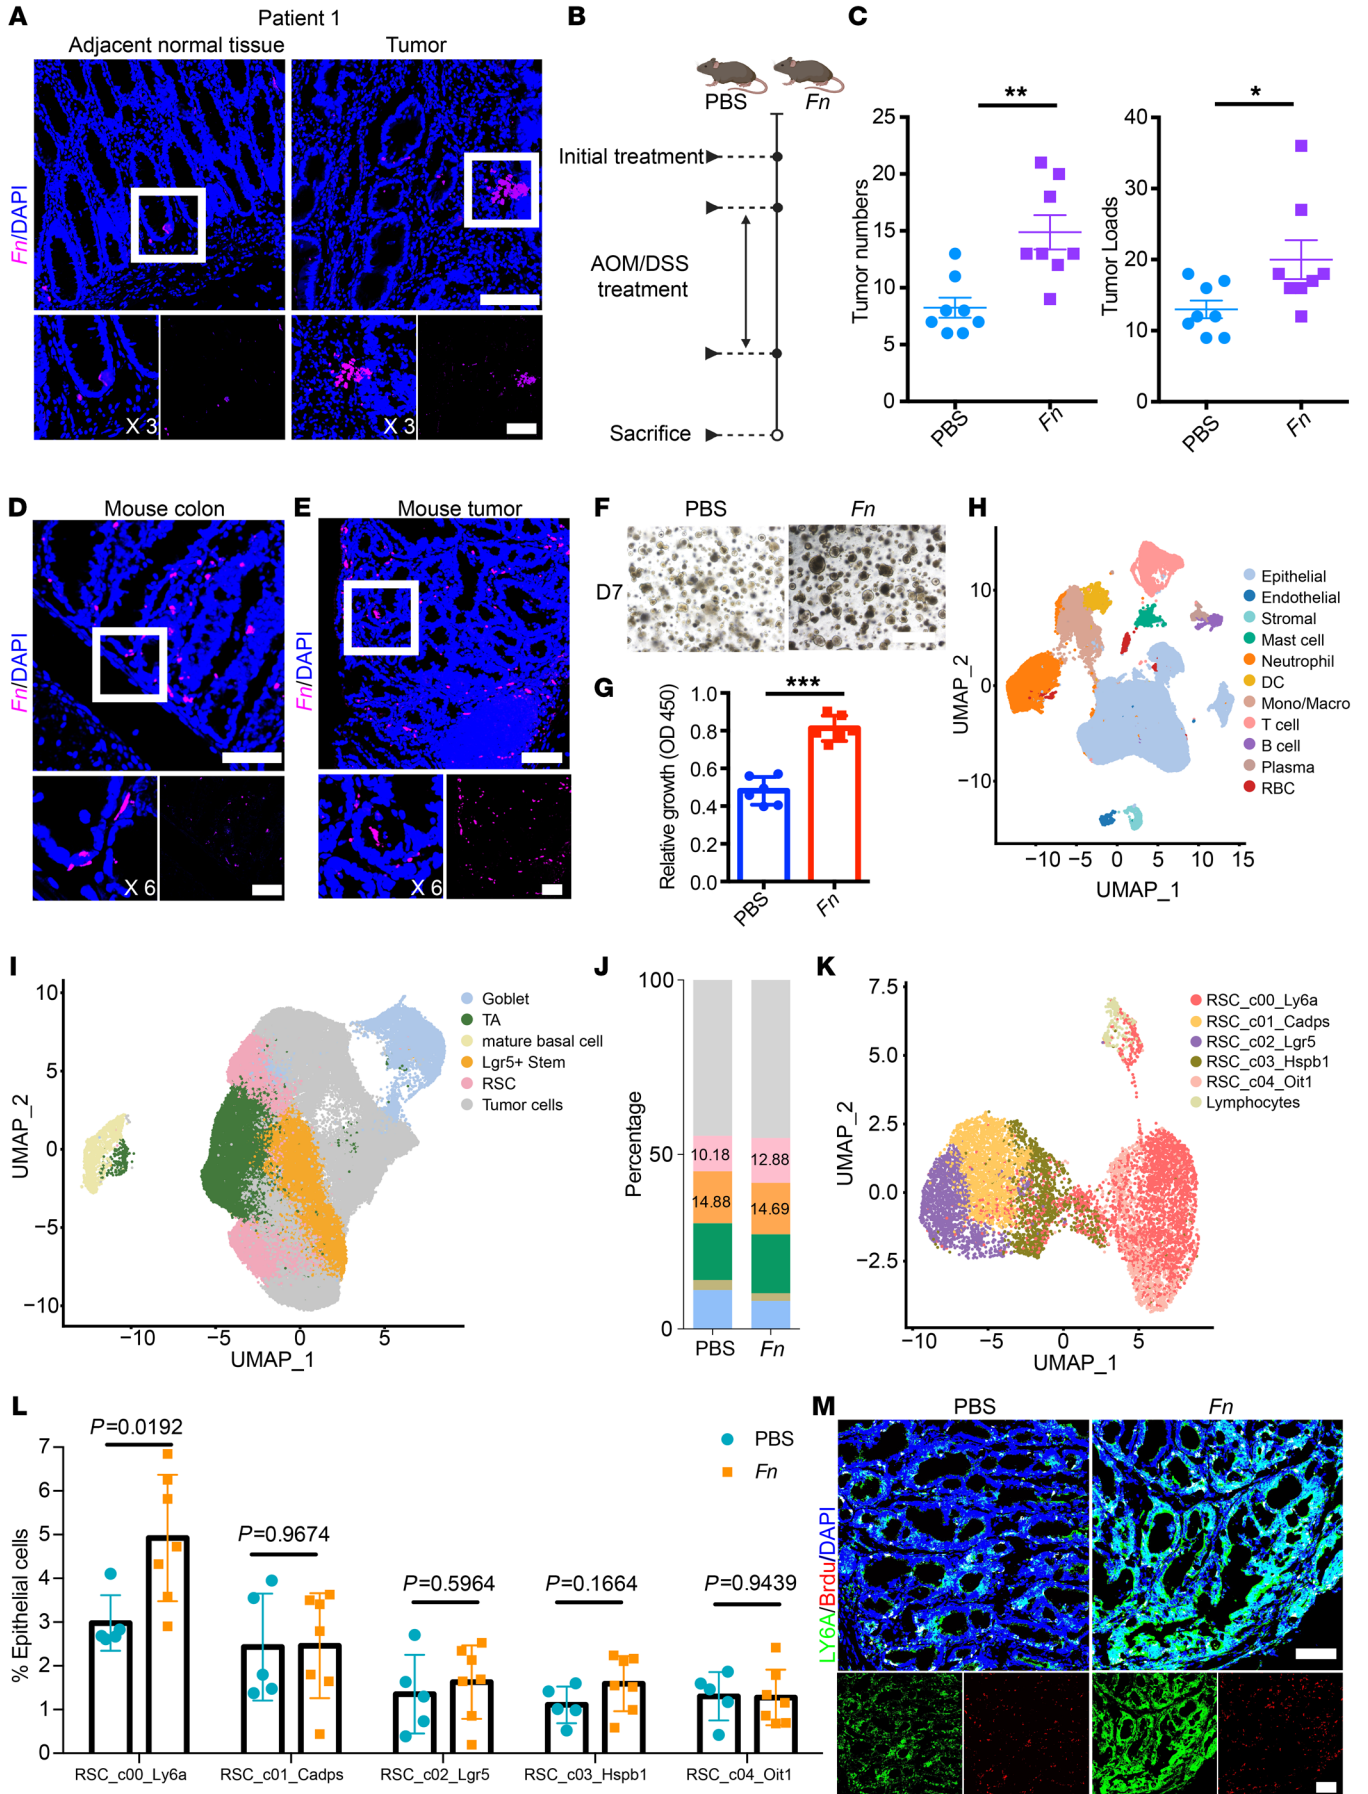 A
Patient 1
Adjacent normal tissue
Tumor
Fn/DAPI
X 3
X 3
B
PBS
Fn
Initial treatment
AOM/DSS
treatment
Sacrifice
C
**
Tumor numbers
25
20
15
10
5
0
PBS
Fn
*
Tumor Loads
40
30
20
10
0
PBS
Fn
D
Mouse colon
Fn/DAPI
X 6
E
Mouse tumor
Fn/DAPI
X 6
F
PBS
Fn
D7
G
***
Relative growth (OD 450)
1.0
0.8
0.6
0.4
0.2
0.0
PBS
Fn
H
UMAP_2
10
0
−10
−10
−5
0
5
10
15
UMAP_1
Epithelial
Endothelial
Stromal
Mast cell
Neutrophil
DC
Mono/Macro
T cell
B cell
Plasma
RBC
I
UMAP_2
10
5
0
−5
−10
−10
−5
0
5
UMAP_1
Goblet
TA
mature basal cell
Lgr5+ Stem
RSC
Tumor cells
J
Percentage
100
50
0
10.18
12.88
14.88
14.69
PBS
Fn
K
UMAP_2
7.5
5.0
2.5
0.0
−2.5
−10
−5
0
5
UMAP_1
RSC_c00_Ly6a
RSC_c01_Cadps
RSC_c02_Lgr5
RSC_c03_Hspb1
RSC_c04_Oit1
Lymphocytes
L
% Epithelial cells
7
6
5
4
3
2
1
0
P=0.0192
P=0.9674
P=0.5964
P=0.1664
P=0.9439
PBS
Fn
RSC_c00_Ly6a
RSC_c01_Cadps
RSC_c02_Lgr5
RSC_c03_Hspb1
RSC_c04_Oit1
M
PBS
Fn
LY6A/Brdu/DAPI